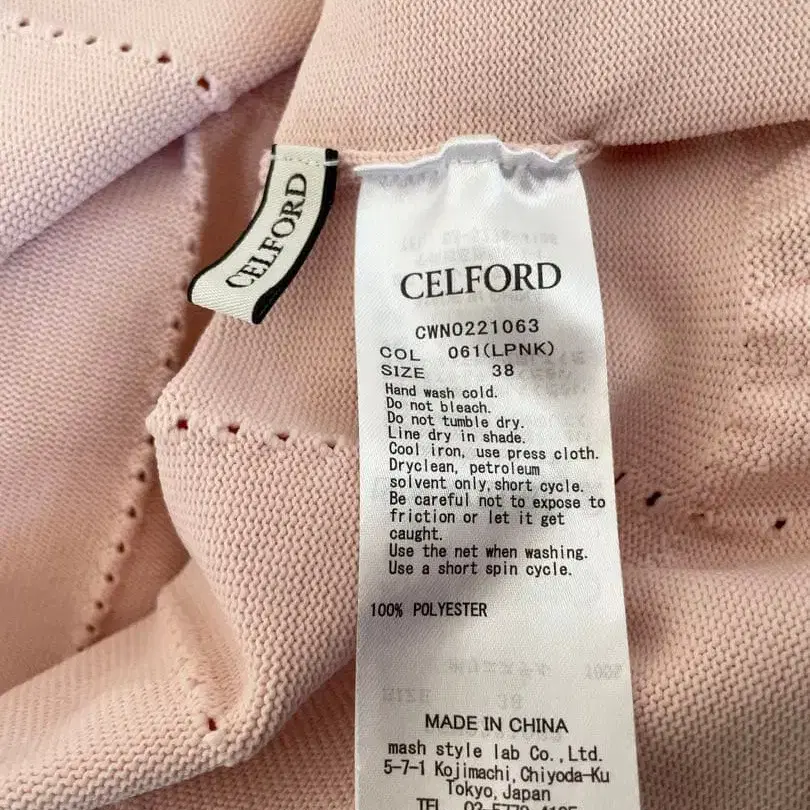 CELFORD
CELFORD
CWNO221063
COL 061(LPNK)
SIZE 38
Hand wash cold.
Do not bleach.
Do not tumble dry.
Line dry in shade.
Cool iron, use press cloth.
Dryclean, petroleum
solvent only,short cycle.
Be careful not to expose to
friction or let it get
caught.
Use the net when washing.
Use a short spin cycle.
100% POLYESTER
MADE IN CHINA
mash style lab Co.,Ltd.
5-7-1 Kojimachi,Chiyoda-Ku
Tokyo,Japan
TEL